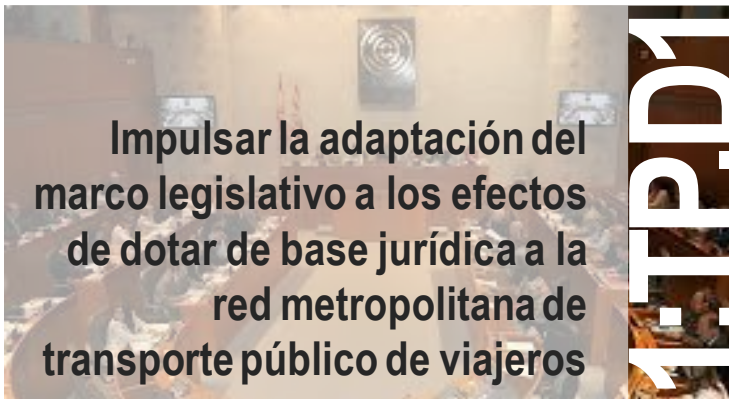 Impulsar la adaptación del
marco legislativo a los efectos
de dotar de base jurídica a la
red metropolitana de
transporte público de viajeros
1:TP.D1